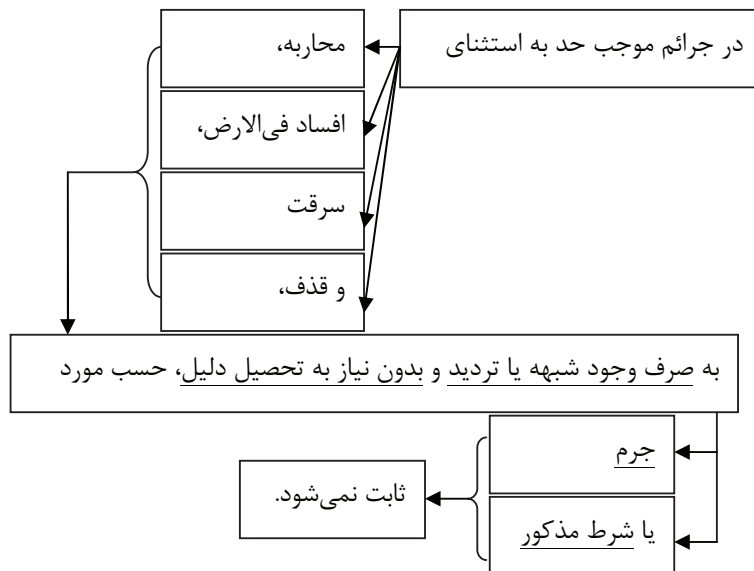 در جرائم موجب حد به استثنای
محاربه،
افساد فی‌الارض،
سرقت
و قذف،
به صرف وجود شبهه یا تردید و بدون نیاز به تحصیل دلیل، حسب مورد
جرم
یا شرط مذکور
ثابت نمی‌شود.